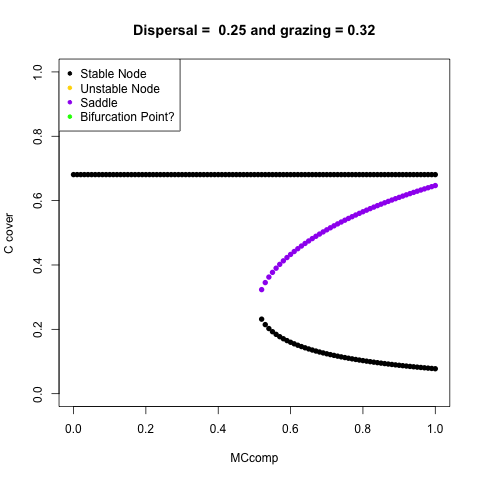 Dispersal =  0.25 and grazing = 0.32
Stable Node
Unstable Node
Saddle
Bifurcation Point?
1.0
0.8
0.6
0.4
0.2
0.0
C cover
0.0 0.2 0.4 0.6 0.8 1.0
MCcomp